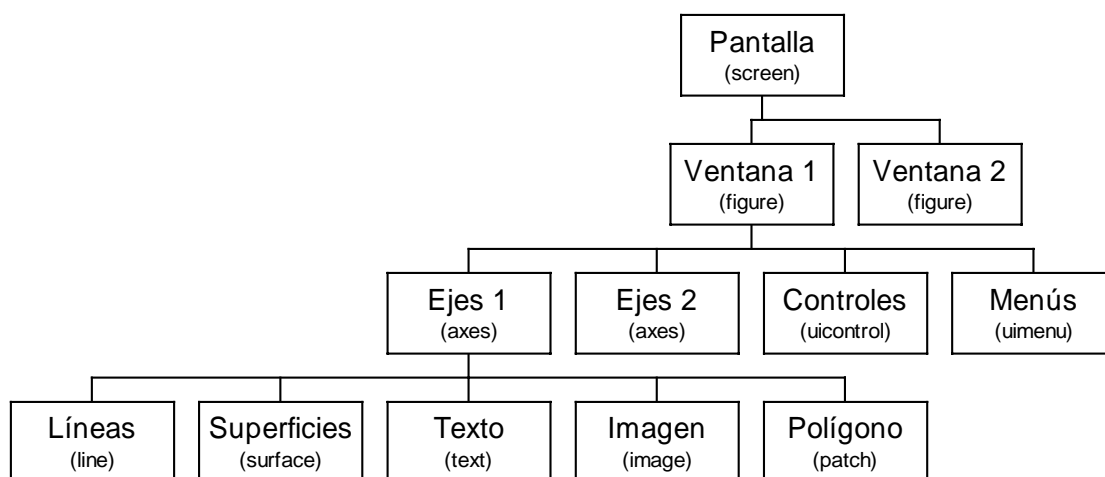 Pantalla
(screen)
Ventana 1
(figure)
Ventana 2
(figure)
Ejes 1
(axes)
Ejes 2
(axes)
Controles
(uicontrol)
Menús
(uimenu)
Líneas
(line)
Superficies
(surface)
Texto
(text)
Imagen
(image)
Polígono
(patch)